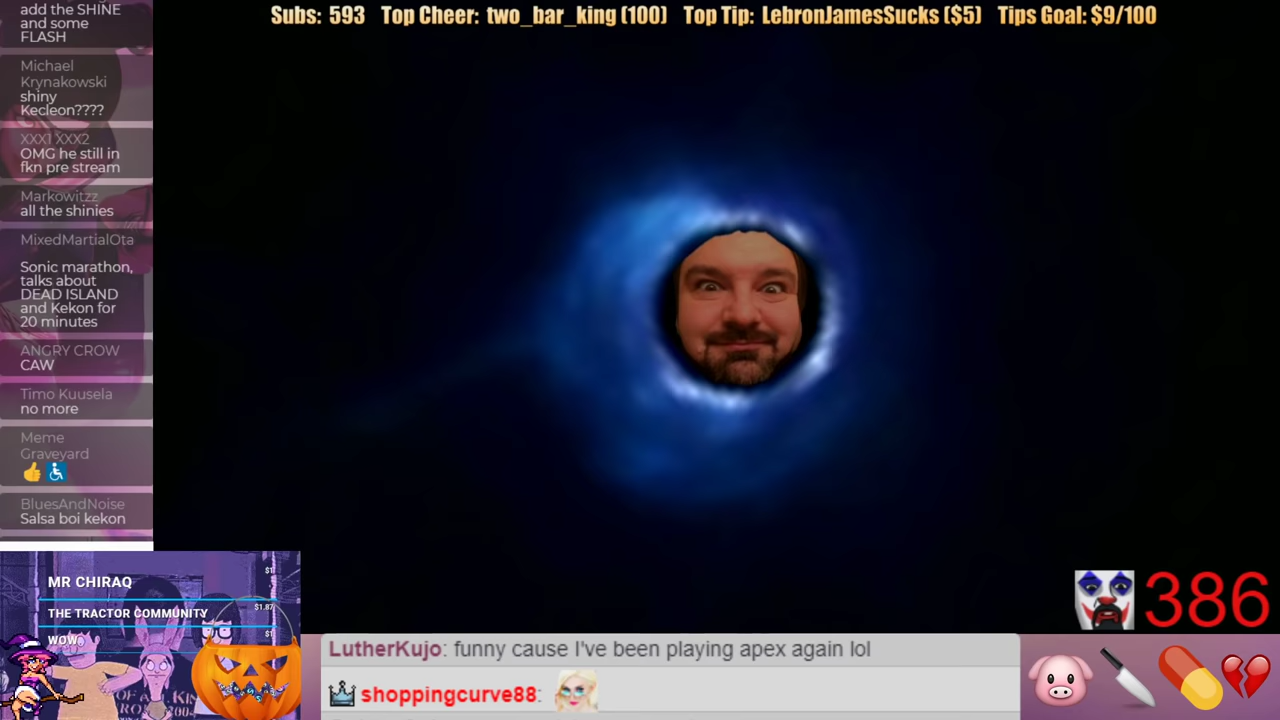 Subs: 593 Top Cheer: two_bar_king (100) Top Tip: LebronJamesSucks ($5) Tips Goal: $9/100
add the SHINE
and some
FLASH
Michael
Krynakowski
shiny
Kecleon????
XXX1 XXX2
OMG he still in
fkn pre stream
Markowitzz
all the shinies
MixedMartialOta
Sonic marathon,
talks about
DEAD ISLAND
and Kekon for
20 minutes
ANGRY CROW
CAW
Timo Kuusela
no more
Meme
Graveyard
BluesAndNoise
Salsa boi kekon
MR CHIRAQ $1
THE TRACTOR COMMUNITY $1.87
WOW $1
386
LutherKujo: funny cause I've been playing apex again lol
shoppingcurve88: